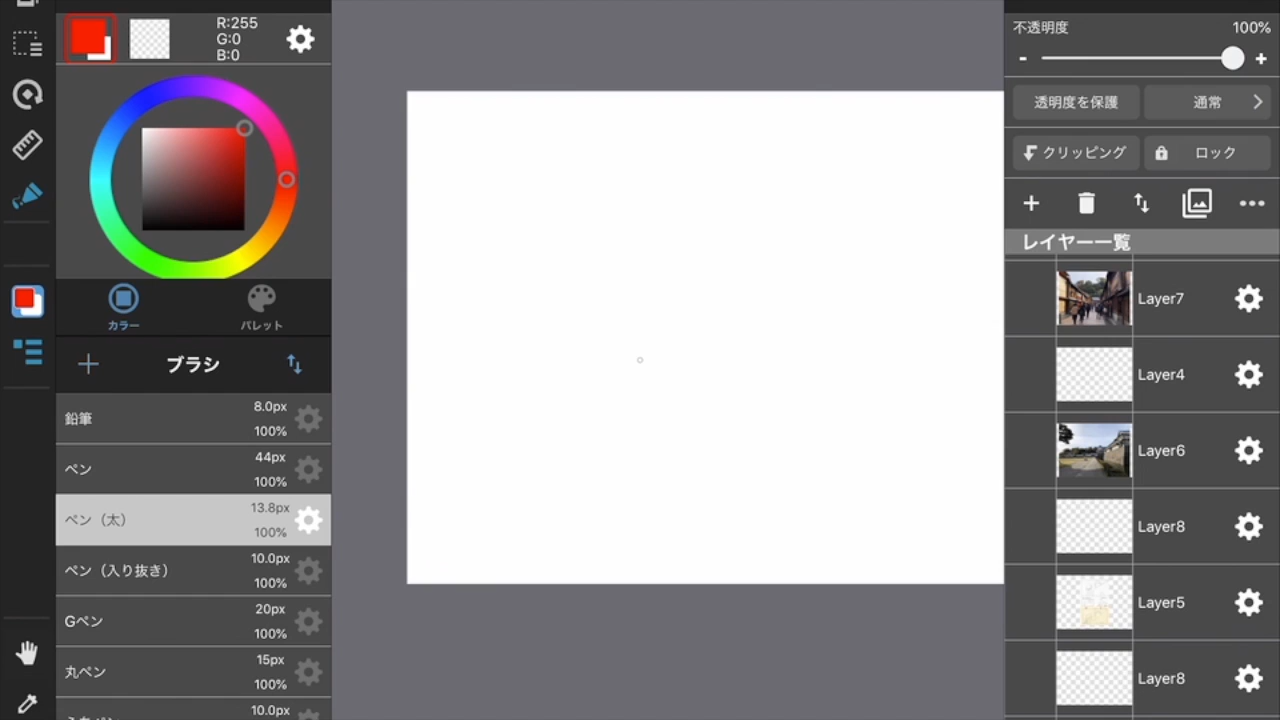 R:255
G:0
B:0
カラー
パレット
ブラシ
鉛筆
8.0px
100%
ペン
44px
100%
ペン（太）
13.8px
100%
ペン（入り抜き）
10.0px
100%
Gペン
20px
100%
丸ペン
15px
100%
10.0px
不透明度
100%
-
+
透明度を保護
通常
クリッピング
ロック
レイヤー一覧
Layer7
Layer4
Layer6
Layer8
Layer5
Layer8